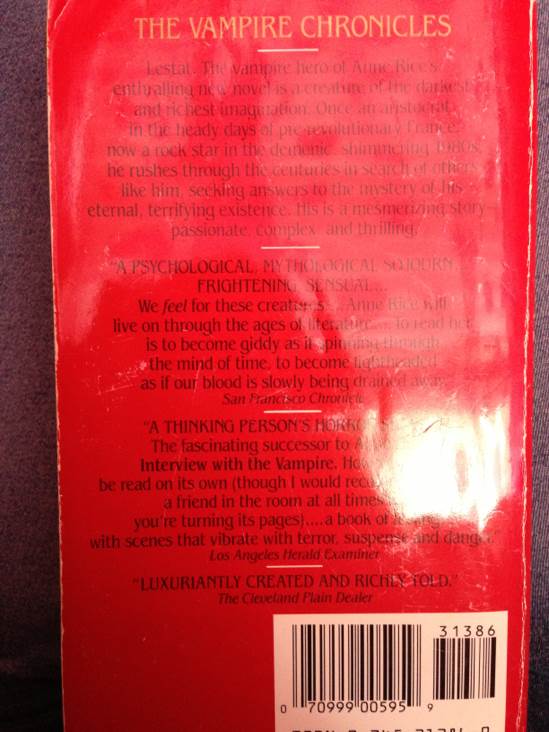 THE VAMPIRE CHRONICLES
Lestat. The vampire hero of Anne Rice's
enthralling new novel is a creature of the darkest
and richest imagination. Once an aristocrat
in the heady days of pre-revolutionary France,
now a rock star in the demonic, shimmering 1980s,
he rushes through the centuries in search of others
like him, seeking answers to the mystery of his
eternal, terrifying existence. His is a mesmerizing story—
passionate, complex, and thrilling.
"A PSYCHOLOGICAL, MYTHOLOGICAL SOJOURN...
FRIGHTENING, SENSUAL...
We feel for these creatures... Anne Rice will
live on through the ages of literature.... To read her
is to become giddy as if spinning through
the mind of time, to become lightheaded
as if our blood is slowly being drained away."
San Francisco Chronicle
"A THINKING PERSON'S HORROR
The fascinating successor to
Interview with the Vampire.
be read on its own (though I would
a friend in the room at all times
you're turning its pages)....a book of
with scenes that vibrate with terror, suspense and danger."
Los Angeles Herald Examiner
"LUXURIANTLY CREATED AND RICHLY TOLD."
The Cleveland Plain Dealer
31386
0 70999 00595 9